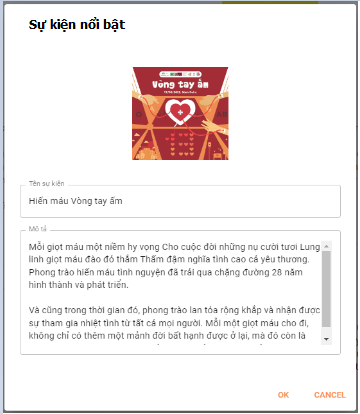 Sự kiện nổi bật
Vòng tay ấm
Tên sự kiện
Hiến máu Vòng tay ấm
Mô tả
Mỗi giọt máu một niềm hy vọng Cho cuộc đời những nụ cười tươi Lung
linh giọt máu đào đỏ thắm Thấm đậm nghĩa tình cao cả yêu thương.
Phong trào hiến máu tình nguyện đã trải qua chặng đường 28 năm
hình thành và phát triển.
Và cũng trong thời gian đó, phong trào lan tỏa rộng khắp và nhận được
sự tham gia nhiệt tình từ tất cả mọi người. Mỗi một giọt máu cho đi,
không chỉ có thêm một mảnh đời bất hạnh được ở lại, mà đó còn là
OK
CANCEL